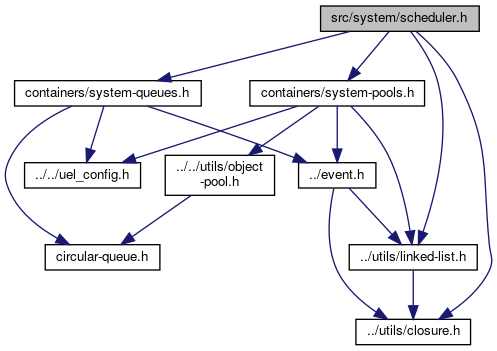 src/system/scheduler.h
containers/system-queues.h
containers/system-pools.h
../../uel_config.h
../../utils/object
-pool.h
../event.h
circular-queue.h
../utils/linked-list.h
../utils/closure.h